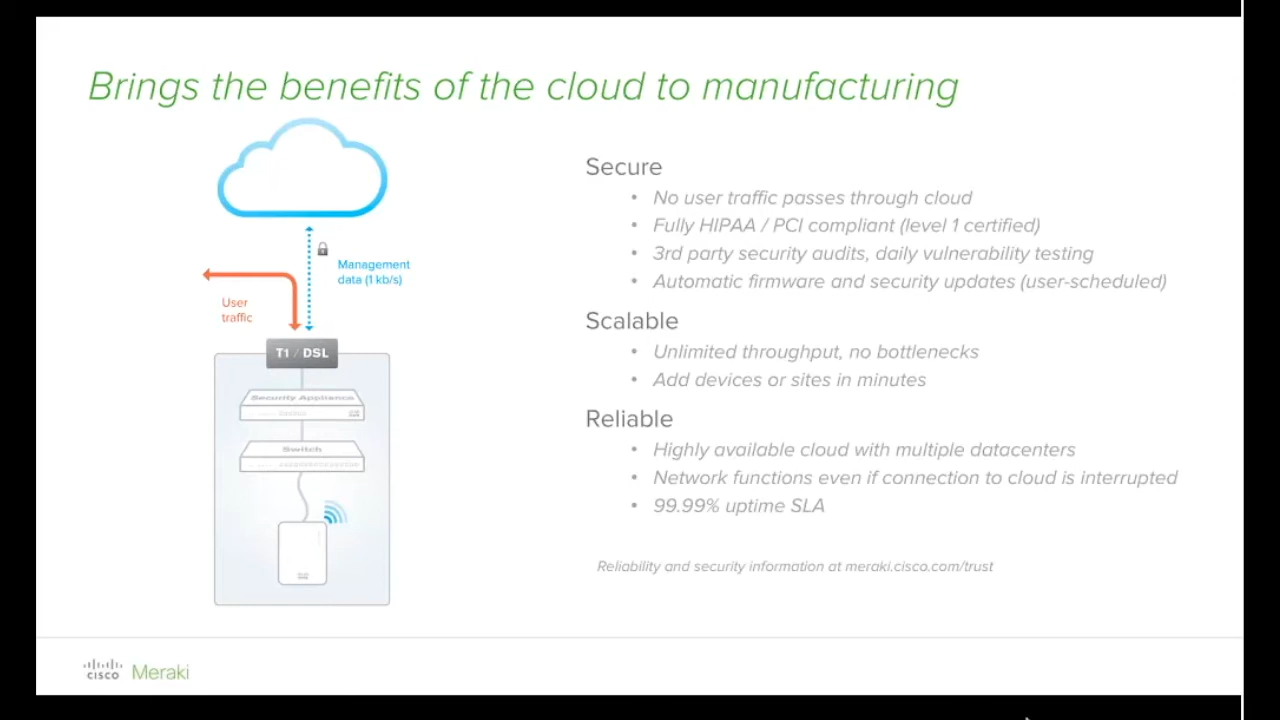 Brings the benefits of the cloud to manufacturing
Management
data (1 kb/s)
User
traffic
T1 / DSL
Security Appliance
Switch
Secure
• No user traffic passes through cloud
• Fully HIPAA / PCI compliant (level 1 certified)
• 3rd party security audits, daily vulnerability testing
• Automatic firmware and security updates (user-scheduled)
Scalable
• Unlimited throughput, no bottlenecks
• Add devices or sites in minutes
Reliable
• Highly available cloud with multiple datacenters
• Network functions even if connection to cloud is interrupted
• 99.99% uptime SLA
Reliability and security information at meraki.cisco.com/trust
cisco Meraki